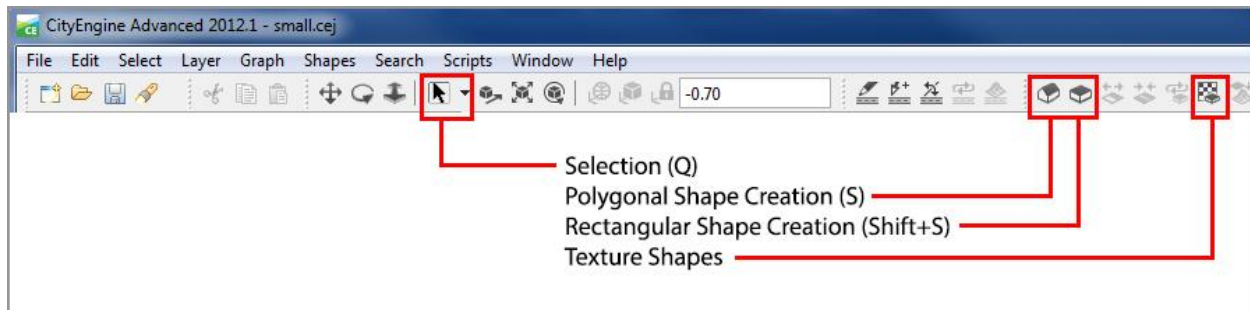 CE CityEngine Advanced 2012.1 - small.cej
File Edit Select Layer Graph Shapes Search Scripts Window Help
-0.70
Selection (Q)
Polygonal Shape Creation (S)
Rectangular Shape Creation (Shift+S)
Texture Shapes